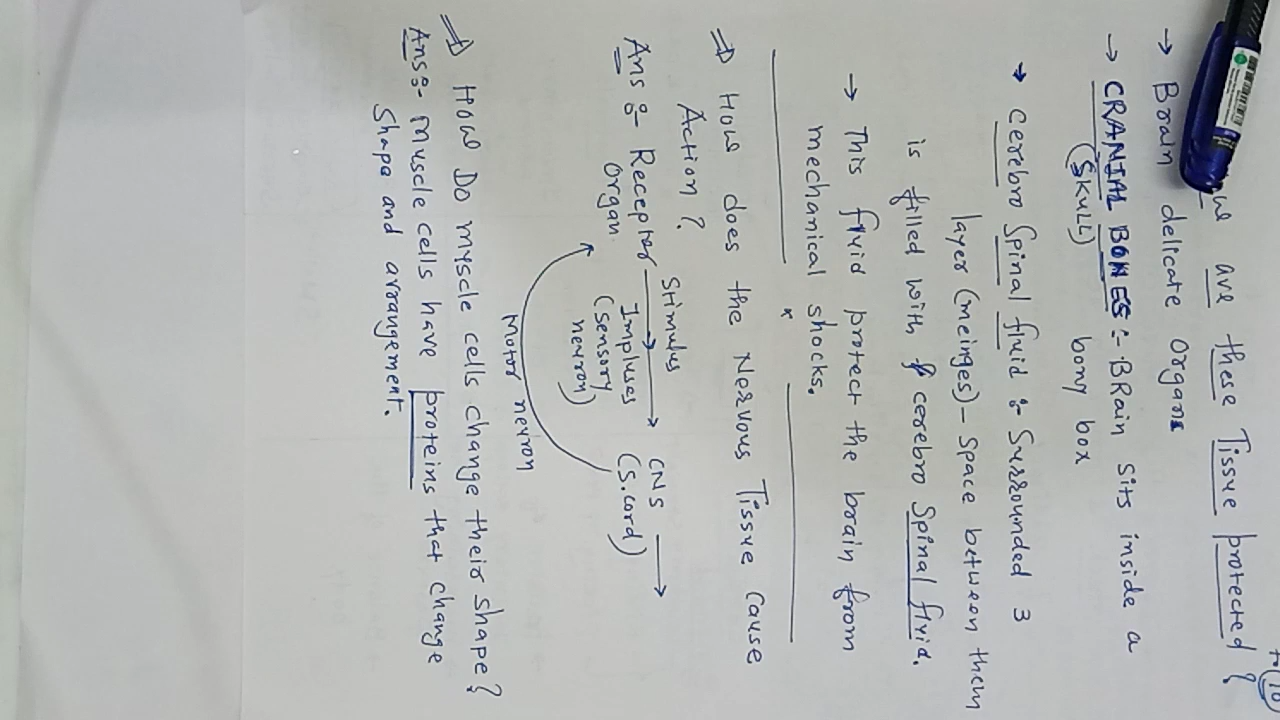 are these Tissue protected?
→ Brain delicate organs
→ CRANIAL BONES :- BRain sits inside a
(SKULL) bony box
→ cerebro spinal fluid :- Surrounded 3
layer (meinges) - space between them
is filled with cerebro spinal fluid.
→ This fluid protect the brain from
mechanical shocks.
x
⇒ How does the Nervous Tissue cause
Action?
Ans :- Receptor Stimulus CNS →
organ Impluses (S.cord)
(sensory
neuron)
Motor neuron
⇒ How Do muscle cells change their shape?
Ans :- muscle cells have proteins that change
shape and arrangement.